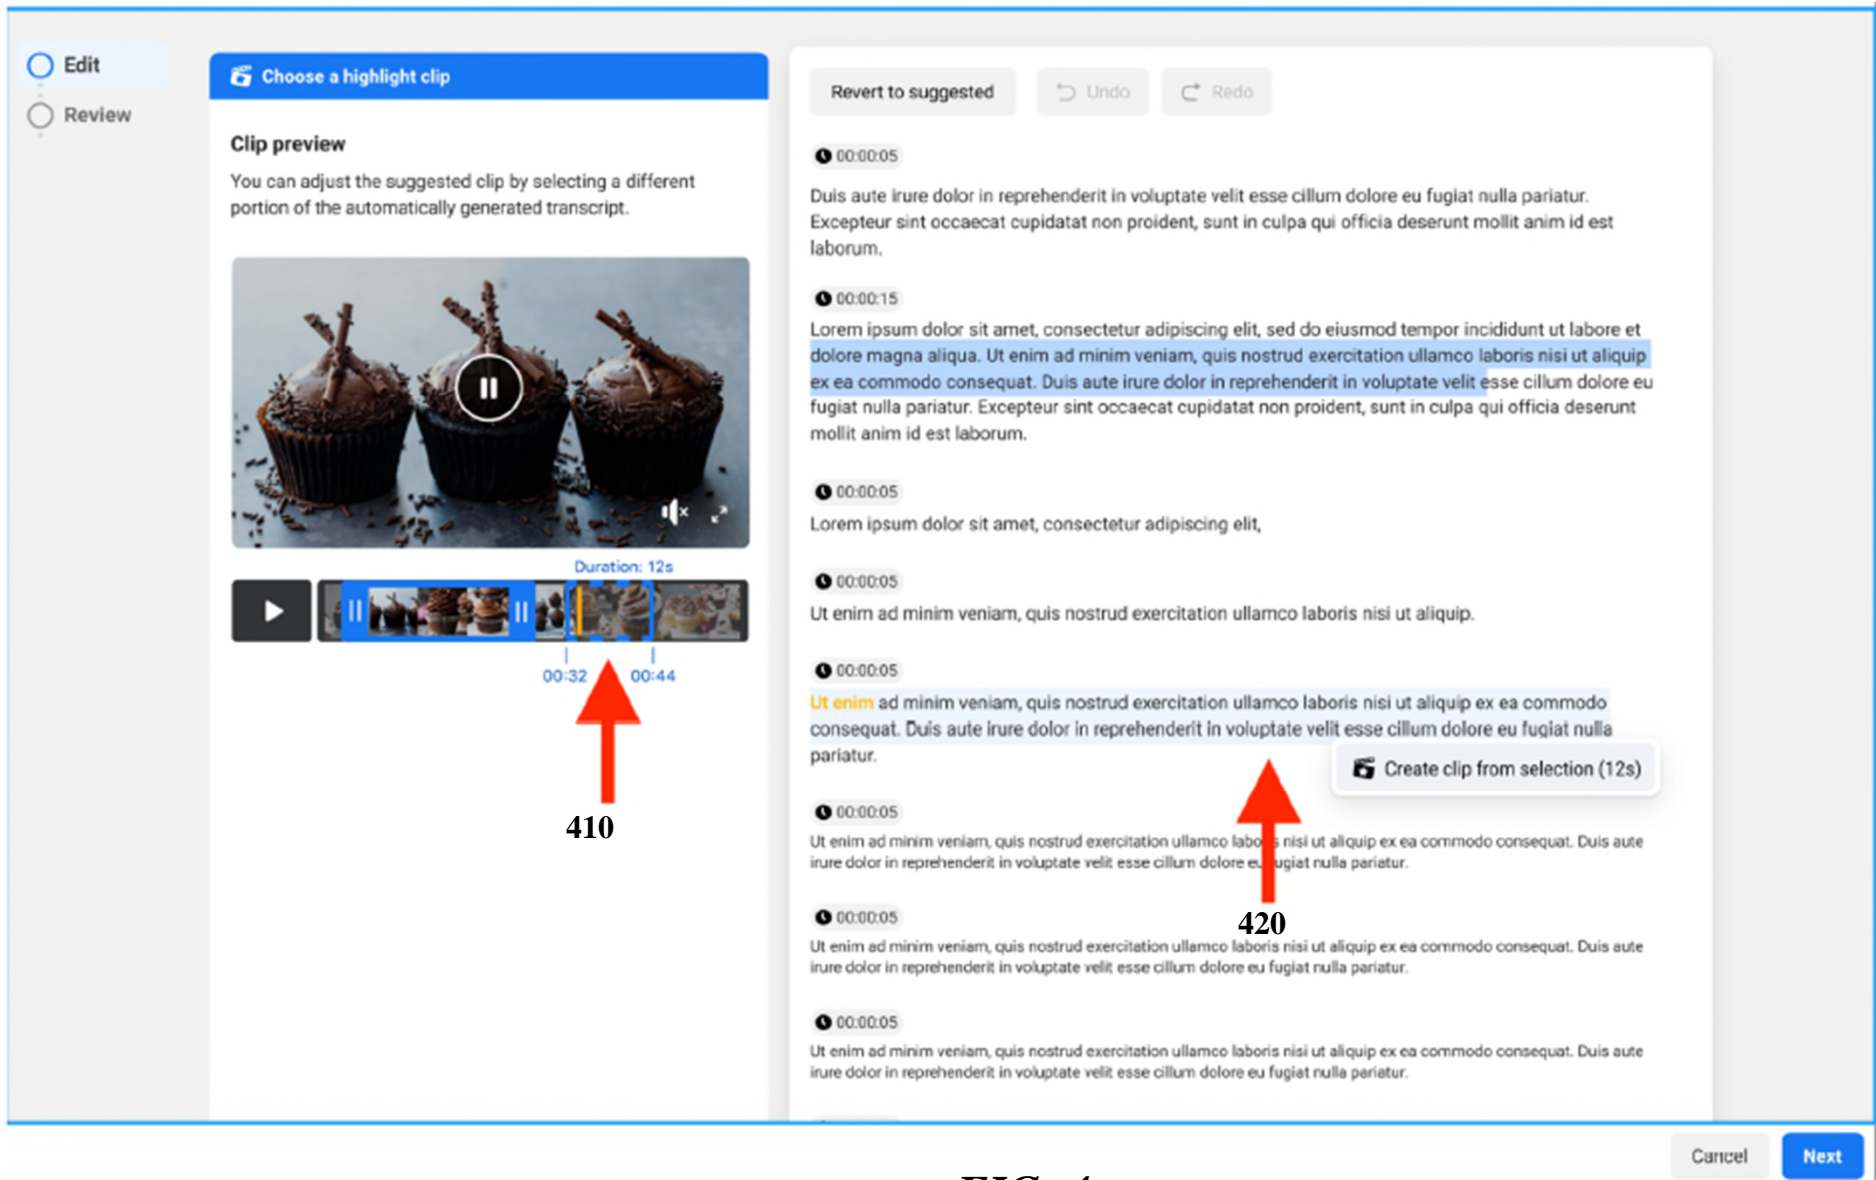 Edit
Review
Choose a highlight clip
Clip preview
You can adjust the suggested clip by selecting a different
portion of the automatically generated transcript.
Duration: 12s
00:32
00:44
410
Revert to suggested
Undo
Redo
00:00:05
Duis aute irure dolor in reprehenderit in voluptate velit esse cillum dolore eu fugiat nulla pariatur.
Excepteur sint occaecat cupidatat non proident, sunt in culpa qui officia deserunt mollit anim id est
laborum.
00:00:15
Lorem ipsum dolor sit amet, consectetur adipiscing elit, sed do eiusmod tempor incididunt ut labore et
dolore magna aliqua. Ut enim ad minim veniam, quis nostrud exercitation ullamco laboris nisi ut aliquip
ex ea commodo consequat. Duis aute irure dolor in reprehenderit in voluptate velit esse cillum dolore eu
fugiat nulla pariatur. Excepteur sint occaecat cupidatat non proident, sunt in culpa qui officia deserunt
mollit anim id est laborum.
00:00:05
Lorem ipsum dolor sit amet, consectetur adipiscing elit,
00:00:05
Ut enim ad minim veniam, quis nostrud exercitation ullamco laboris nisi ut aliquip.
00:00:05
Ut enim ad minim veniam, quis nostrud exercitation ullamco laboris nisi ut aliquip ex ea commodo
consequat. Duis aute irure dolor in reprehenderit in voluptate velit esse cillum dolore eu fugiat nulla
pariatur.
Create clip from selection (12s)
00:00:05
Ut enim ad minim veniam, quis nostrud exercitation ullamco laboris nisi ut aliquip ex ea commodo consequat. Duis aute
irure dolor in reprehenderit in voluptate velit esse cillum dolore eu fugiat nulla pariatur.
420
00:00:05
Ut enim ad minim veniam, quis nostrud exercitation ullamco laboris nisi ut aliquip ex ea commodo consequat. Duis aute
irure dolor in reprehenderit in voluptate velit esse cillum dolore eu fugiat nulla pariatur.
00:00:05
Ut enim ad minim veniam, quis nostrud exercitation ullamco laboris nisi ut aliquip ex ea commodo consequat. Duis aute
irure dolor in reprehenderit in voluptate velit esse cillum dolore eu fugiat nulla pariatur.
Cancel
Next